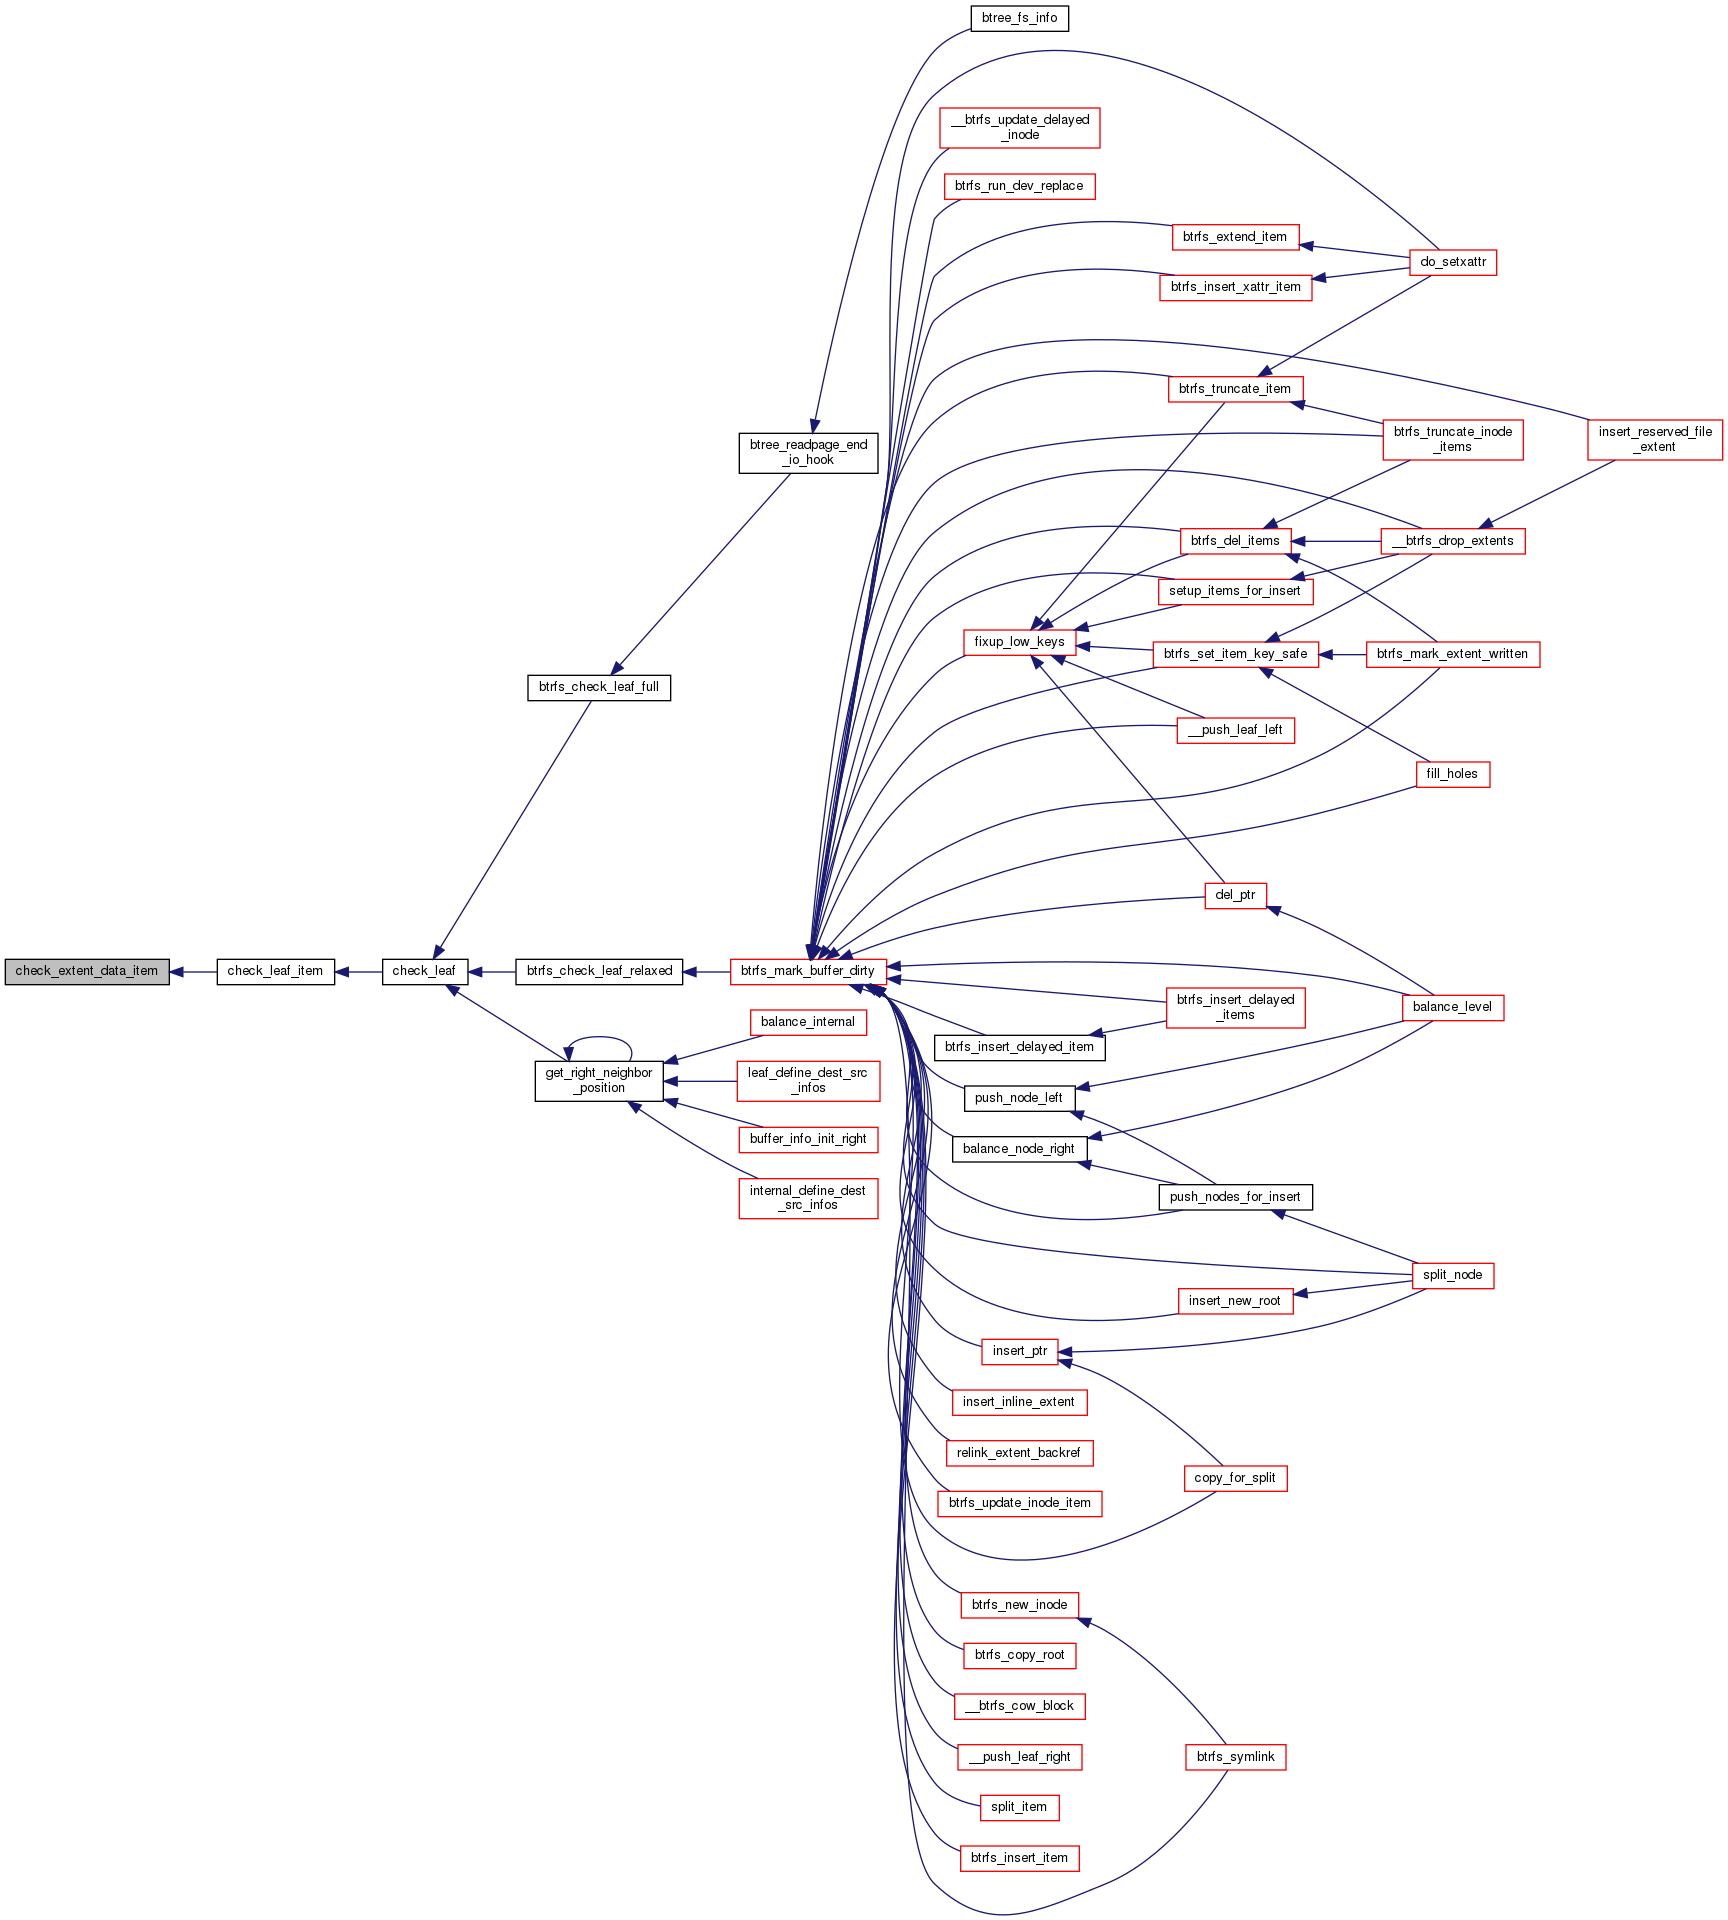 btree_fs_info
__btrfs_update_delayed
_inode
btrfs_run_dev_replace
btrfs_extend_item
do_setxattr
btrfs_insert_xattr_item
btrfs_truncate_item
btrfs_truncate_inode
_items
insert_reserved_file
_extent
btree_readpage_end
_io_hook
btrfs_del_items
__btrfs_drop_extents
setup_items_for_insert
fixup_low_keys
btrfs_set_item_key_safe
btrfs_mark_extent_written
btrfs_check_leaf_full
__push_leaf_left
fill_holes
del_ptr
check_extent_data_item
check_leaf_item
check_leaf
btrfs_check_leaf_relaxed
btrfs_mark_buffer_dirty
btrfs_insert_delayed
_items
balance_level
balance_internal
btrfs_insert_delayed_item
get_right_neighbor
_position
leaf_define_dest_src
_infos
push_node_left
buffer_info_init_right
balance_node_right
internal_define_dest
_src_infos
push_nodes_for_insert
split_node
insert_new_root
insert_ptr
insert_inline_extent
relink_extent_backref
copy_for_split
btrfs_update_inode_item
btrfs_new_inode
btrfs_copy_root
__btrfs_cow_block
__push_leaf_right
btrfs_symlink
split_item
btrfs_insert_item